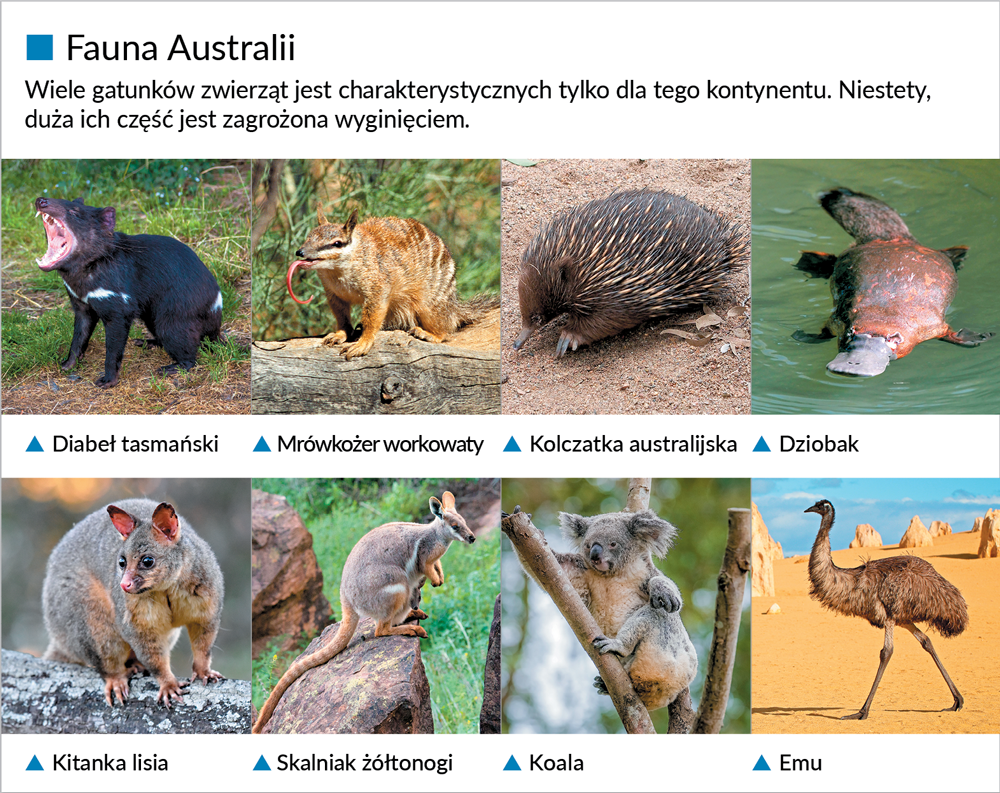 Fauna Australii
Wiele gatunków zwierząt jest charakterystycznych tylko dla tego kontynentu. Niestety,
duża ich część jest zagrożona wyginięciem.
Diabeł tasmański
Mrówkożer workowaty
Kolczatka australijska
Dziobak
Kitanka lisia
Skalniak żółtonogi
Koala
Emu